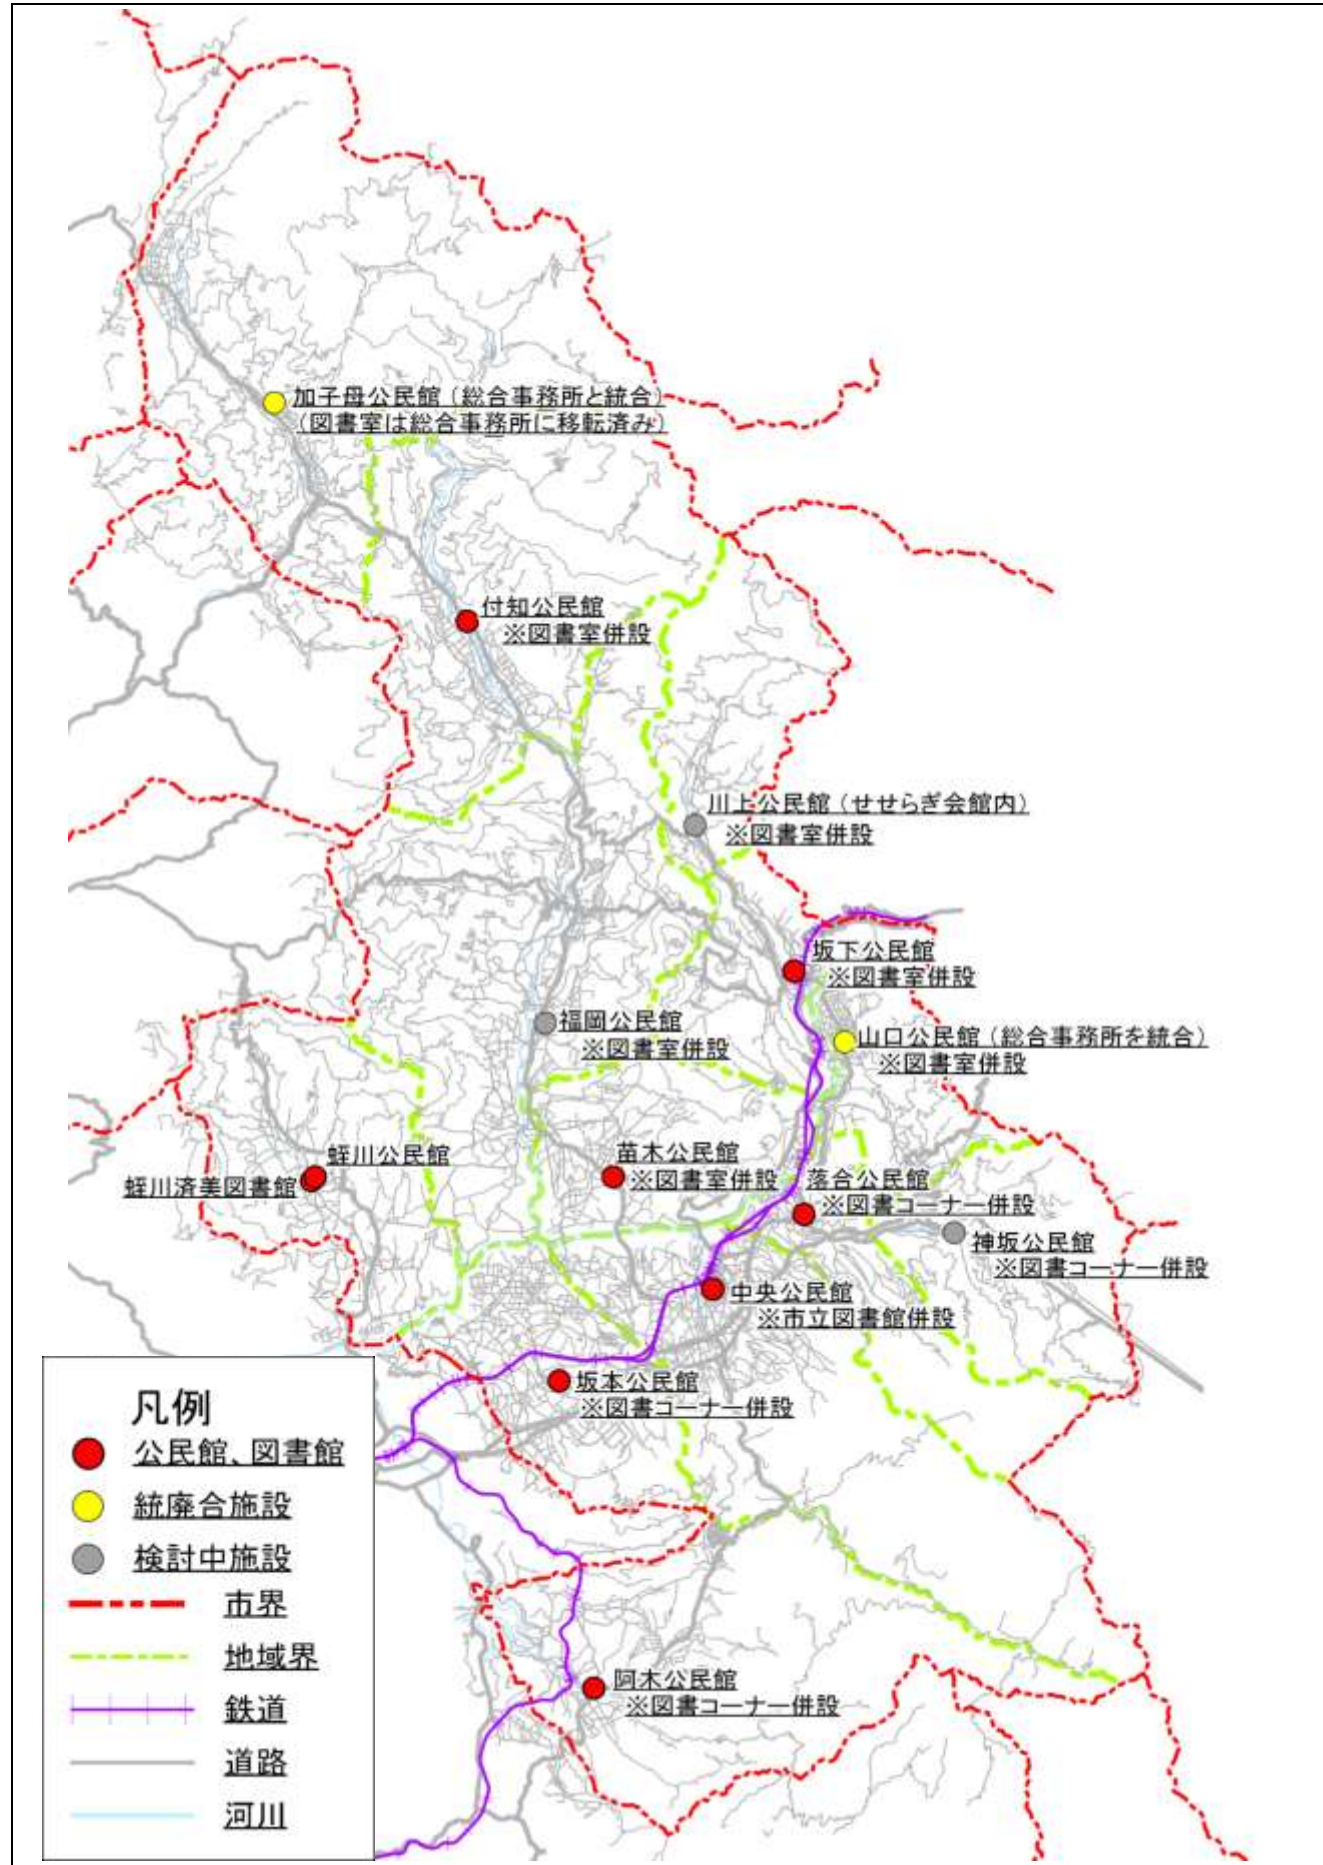 加子母公民館（総合事務所と統合）
（図書室は総合事務所に移転済み）
付知公民館
※図書室併設
川上公民館（せせらぎ会館内）
※図書室併設
坂下公民館
※図書室併設
福岡公民館
※図書室併設
山口公民館（総合事務所を統合）
※図書室併設
蛭川公民館
蛭川済美図書館
苗木公民館
※図書室併設
落合公民館
※図書コーナー併設
神坂公民館
※図書コーナー併設
中央公民館
※市立図書館併設
坂本公民館
※図書コーナー併設
阿木公民館
※図書コーナー併設
凡例
公民館、図書館
統廃合施設
検討中施設
市界
地域界
鉄道
道路
河川